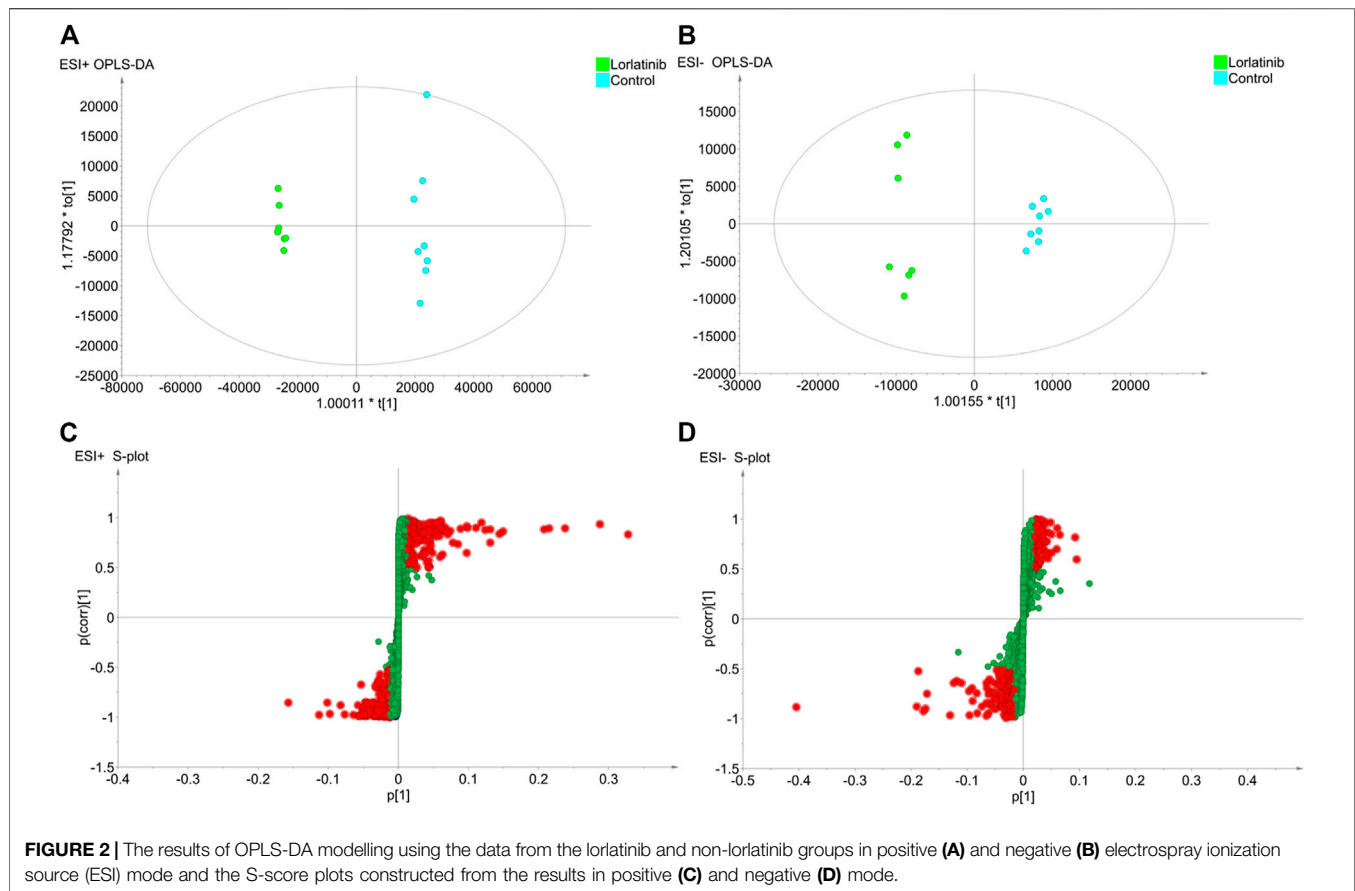 A
ESI+ OPLS-DA
Lorlatinib
Control
1.17792 * to[1]
20000
15000
10000
5000
0
-5000
-10000
-15000
-20000
-25000
-80000 -60000 -40000 -20000 0 20000 40000 60000
1.00011 * t[1]
B
ESI- OPLS-DA
Lorlatinib
Control
1.20105 * to[1]
15000
10000
5000
0
-5000
-10000
-15000
-20000
-30000 -20000 -10000 0 10000 20000
1.00155 * t[1]
C
ESI+ S-plot
p(corr)[1]
1
0.5
0
-0.5
-1
-1.5
-0.4 -0.3 -0.2 -0.1 0 0.1 0.2 0.3
p[1]
D
ESI- S-plot
p(corr)[1]
1
0.5
0
-0.5
-1
-1.5
-0.5 -0.4 -0.3 -0.2 -0.1 0 0.1 0.2 0.3 0.4
p[1]
FIGURE 2 | The results of OPLS-DA modelling using the data from the lorlatinib and non-lorlatinib groups in positive (A) and negative (B) electrospray ionization
source (ESI) mode and the S-score plots constructed from the results in positive (C) and negative (D) mode.